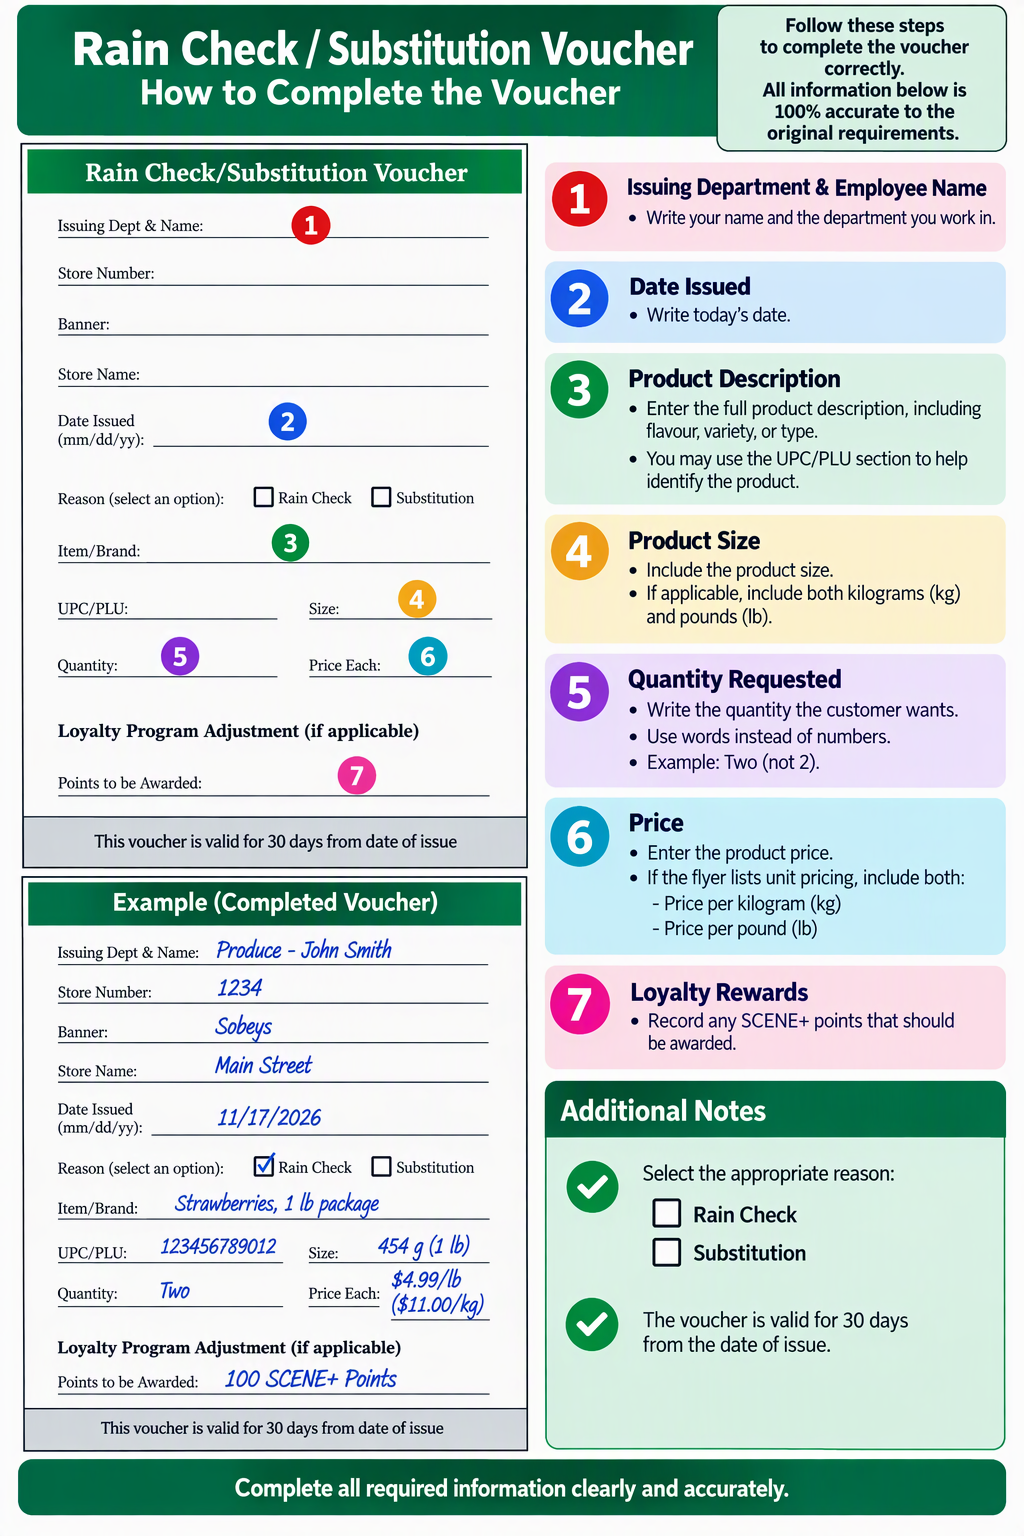 Rain Check / Substitution Voucher
How to Complete the Voucher
Follow these steps
to complete the voucher
correctly.
All information below is
100% accurate to the
original requirements.
Rain Check/Substitution Voucher
Issuing Dept & Name: 1
Store Number:
Banner:
Store Name:
Date Issued
(mm/dd/yy): 2
Reason (select an option): Rain Check Substitution
Item/Brand: 3
UPC/PLU: Size: 4
Quantity: 5 Price Each: 6
Loyalty Program Adjustment (if applicable)
Points to be Awarded: 7
This voucher is valid for 30 days from date of issue
Example (Completed Voucher)
Issuing Dept & Name: Produce - John Smith
Store Number: 1234
Banner: Sobeys
Store Name: Main Street
Date Issued
(mm/dd/yy): 11/17/2026
Reason (select an option): Rain Check Substitution
Item/Brand: Strawberries, 1 lb package
UPC/PLU: 123456789012 Size: 454 g (1 lb)
Quantity: Two Price Each: $4.99/lb
($11.00/kg)
Loyalty Program Adjustment (if applicable)
Points to be Awarded: 100 SCENE+ Points
This voucher is valid for 30 days from date of issue
1 Issuing Department & Employee Name
• Write your name and the department you work in.
2 Date Issued
• Write today's date.
3 Product Description
• Enter the full product description, including
flavour, variety, or type.
• You may use the UPC/PLU section to help
identify the product.
4 Product Size
• Include the product size.
• If applicable, include both kilograms (kg)
and pounds (lb).
5 Quantity Requested
• Write the quantity the customer wants.
• Use words instead of numbers.
• Example: Two (not 2).
6 Price
• Enter the product price.
• If the flyer lists unit pricing, include both:
- Price per kilogram (kg)
- Price per pound (lb)
7 Loyalty Rewards
• Record any SCENE+ points that should
be awarded.
Additional Notes
Select the appropriate reason:
Rain Check
Substitution
The voucher is valid for 30 days
from the date of issue.
Complete all required information clearly and accurately.